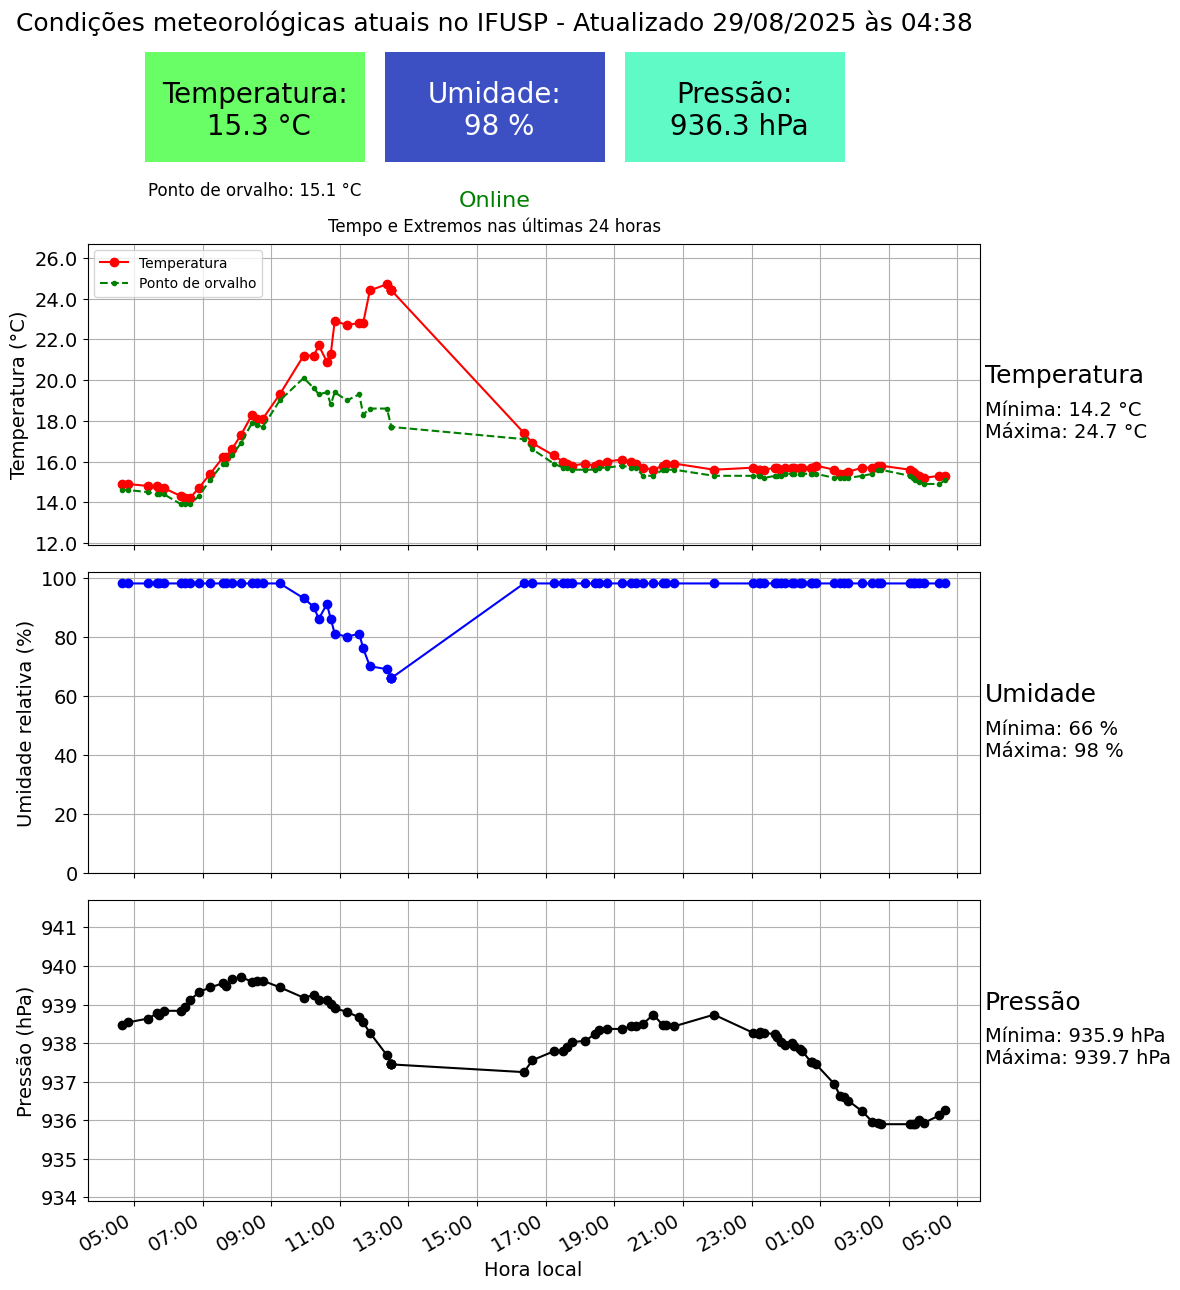 Condições meteorológicas atuais no IFUSP - Atualizado 29/08/2025 às 04:38
Temperatura:
15.3 °C
Umidade:
98 %
Pressão:
936.3 hPa
Ponto de orvalho: 15.1 °C
Online
Tempo e Extremos nas últimas 24 horas
Temperatura
Ponto de orvalho
Temperatura (°C)
26.0
24.0
22.0
20.0
18.0
16.0
14.0
12.0
Temperatura
Mínima: 14.2 °C
Máxima: 24.7 °C
Umidade relativa (%)
100
80
60
40
20
0
Umidade
Mínima: 66 %
Máxima: 98 %
Pressão (hPa)
941
940
939
938
937
936
935
934
Pressão
Mínima: 935.9 hPa
Máxima: 939.7 hPa
05:00
07:00
09:00
11:00
13:00
15:00
17:00
19:00
21:00
23:00
01:00
03:00
05:00
Hora local